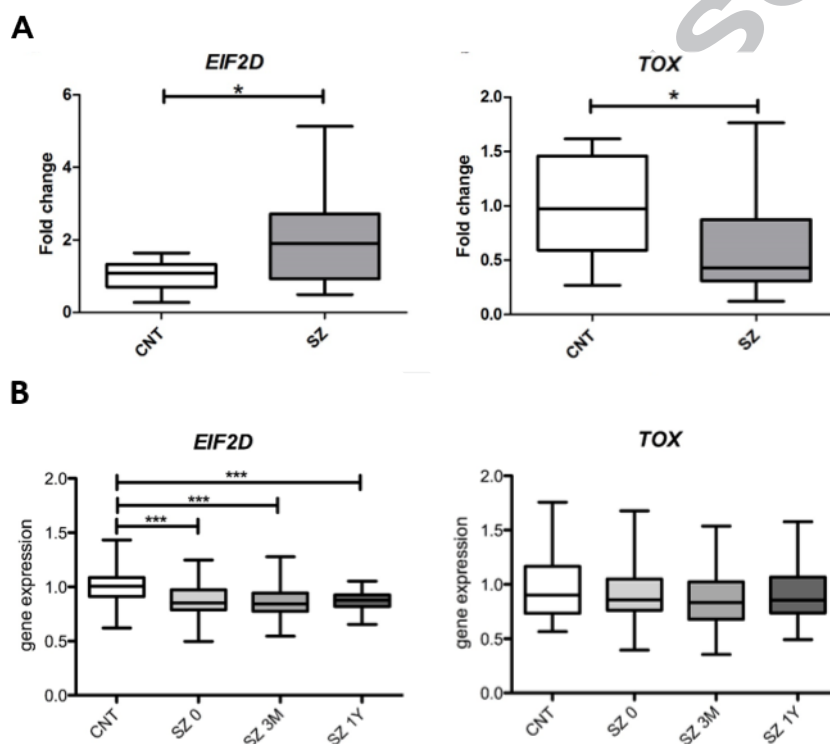 A
EIF2D
TOX
Fold change
6
4
2
0
*
CNT
SZ
Fold change
2.0
1.5
1.0
0.5
0.0
*
CNT
SZ
B
EIF2D
TOX
gene expression
2.0
1.5
1.0
0.5
0.0
***
***
***
CNT
SZ 0
SZ 3M
SZ 1Y
gene expression
2.0
1.5
1.0
0.5
0.0
CNT
SZ 0
SZ 3M
SZ 1Y